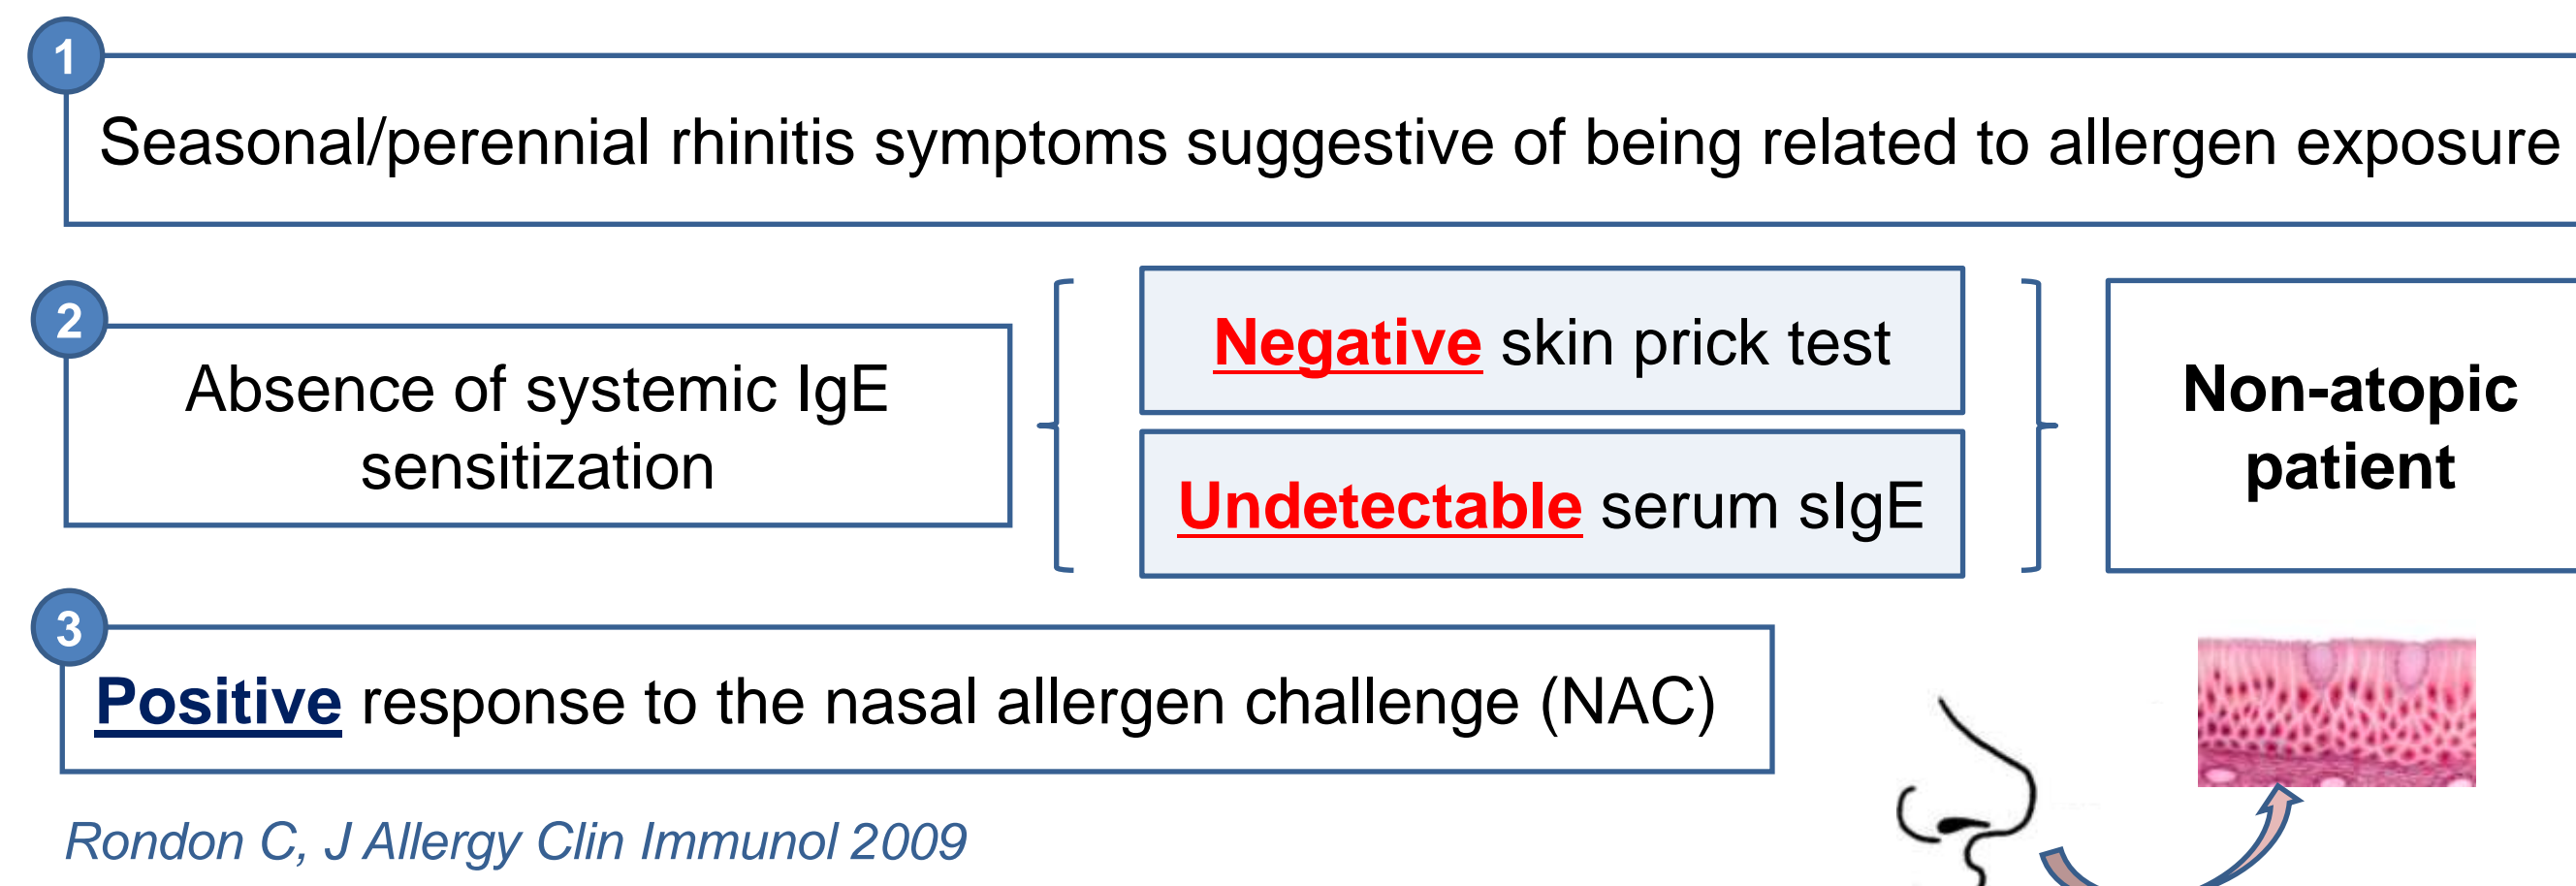 1
Seasonal/perennial rhinitis symptoms suggestive of being related to allergen exposure
2
Absence of systemic IgE
sensitization
Negative skin prick test
Undetectable serum sIgE
Non-atopic
patient
3
Positive response to the nasal allergen challenge (NAC)
Rondon C, J Allergy Clin Immunol 2009